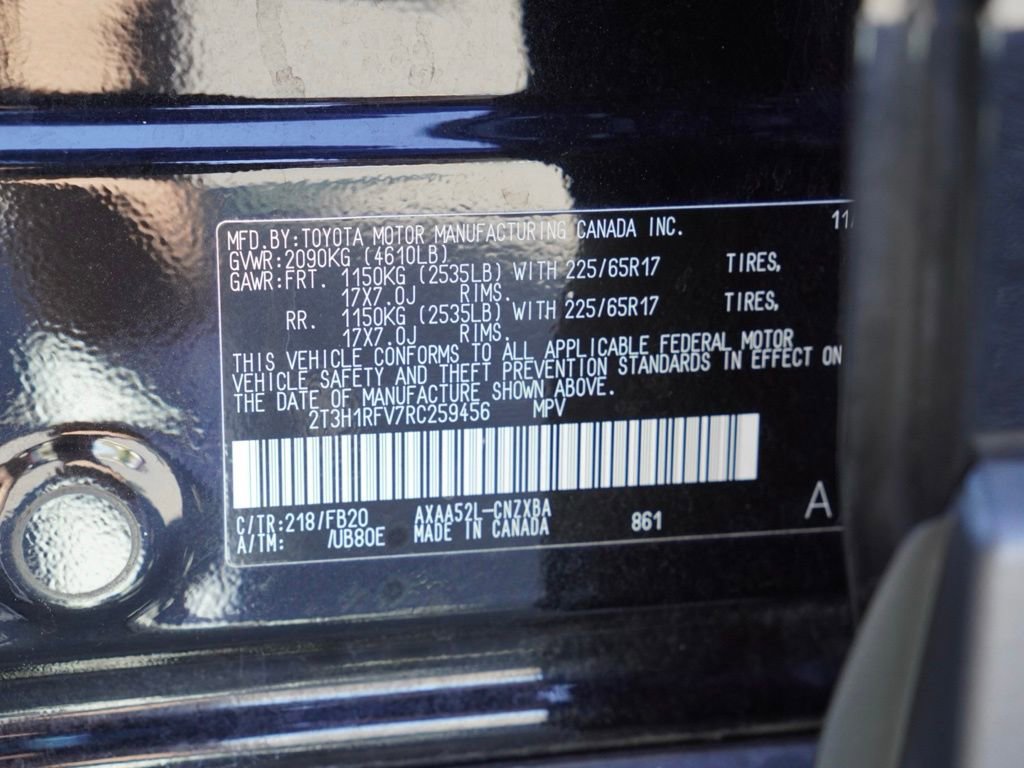 MFD.BY:TOYOTA MOTOR MANUFACTURING CANADA INC. 11/
GVWR:2090KG (4610LB)
GAWR:FRT. 1150KG (2535LB) WITH 225/65R17 TIRES,
17X7.0J RIMS.
RR. 1150KG (2535LB) WITH 225/65R17 TIRES,
17X7.0J RIMS.
THIS VEHICLE CONFORMS TO ALL APPLICABLE FEDERAL MOTOR
VEHICLE SAFETY AND THEFT PREVENTION STANDARDS IN EFFECT ON
THE DATE OF MANUFACTURE SHOWN ABOVE.
2T3H1RFV7RC259456 MPV
C/TR:218/FB20 AXAA52L-CNZXBA
A/TM: /UB80E MADE IN CANADA 861 A